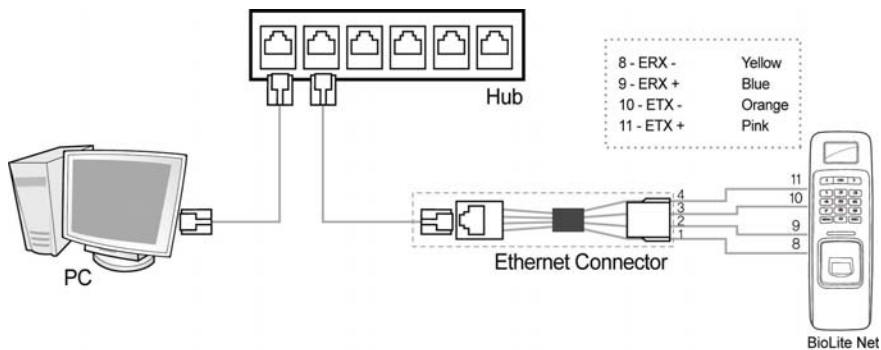 Hub
8 - ERX - Yellow
9 - ERX + Blue
10 - ETX - Orange
11 - ETX + Pink
PC
Ethernet Connector
4
3
2
1
11
10
9
8
BioLite Net